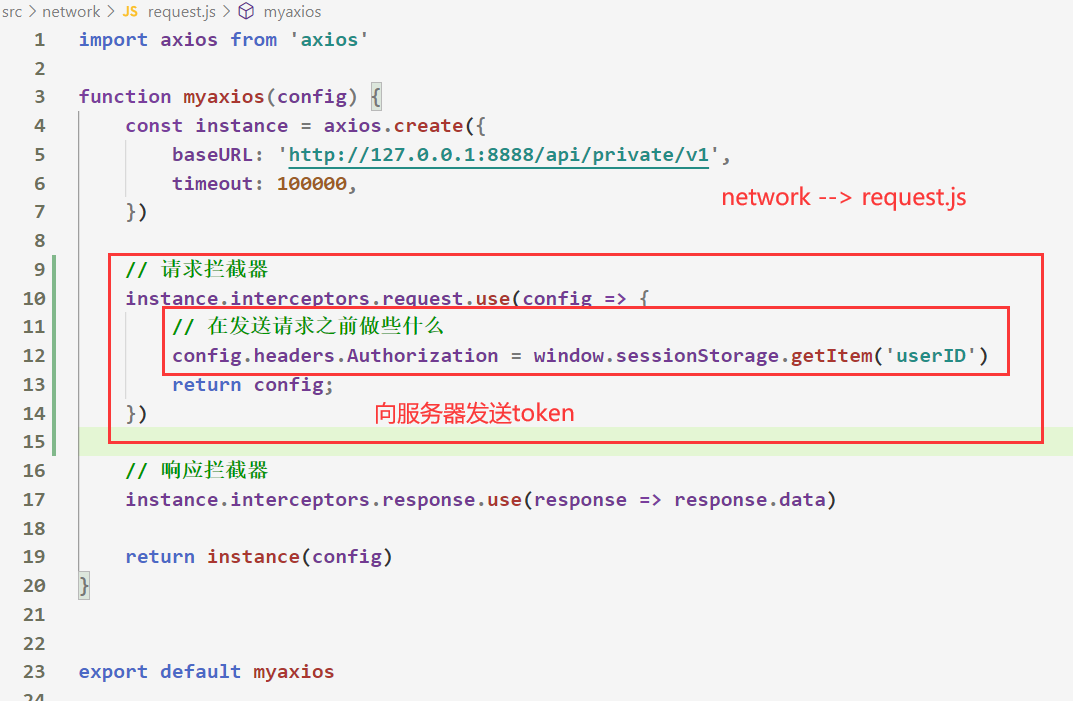 src > network > JS request.js > myaxios
1 import axios from 'axios'
2
3 function myaxios(config) {
4 const instance = axios.create({
5 baseURL: 'http://127.0.0.1:8888/api/private/v1',
6 timeout: 100000,
network --> request.js
7 })
8
9 // 请求拦截器
10 instance.interceptors.request.use(config => {
11 // 在发送请求之前做些什么
12 config.headers.Authorization = window.sessionStorage.getItem('userID')
13 return config;
14 })
向服务器发送token
15
16 // 响应拦截器
17 instance.interceptors.response.use(response => response.data)
18
19 return instance(config)
20 }
21
22
23 export default myaxios
24